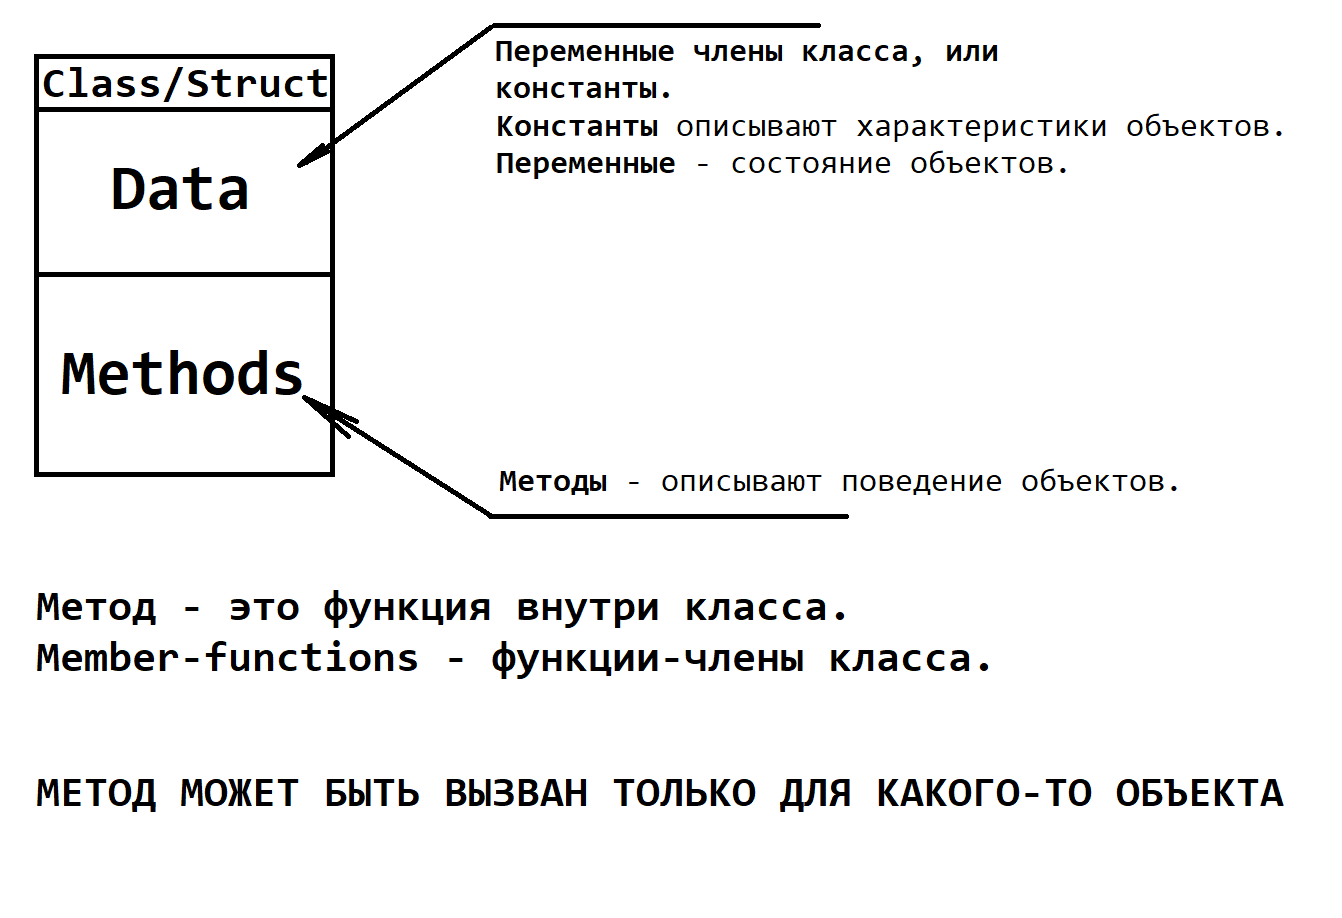 Class/Struct
Data
Methods
Переменные члены класса, или
константы.
Константы описывают характеристики объектов.
Переменные - состояние объектов.
Методы - описывают поведение объектов.
Метод - это функция внутри класса.
Member-functions - функции-члены класса.
МЕТОД МОЖЕТ БЫТЬ ВЫЗВАН ТОЛЬКО ДЛЯ КАКОГО-ТО ОБЪЕКТА